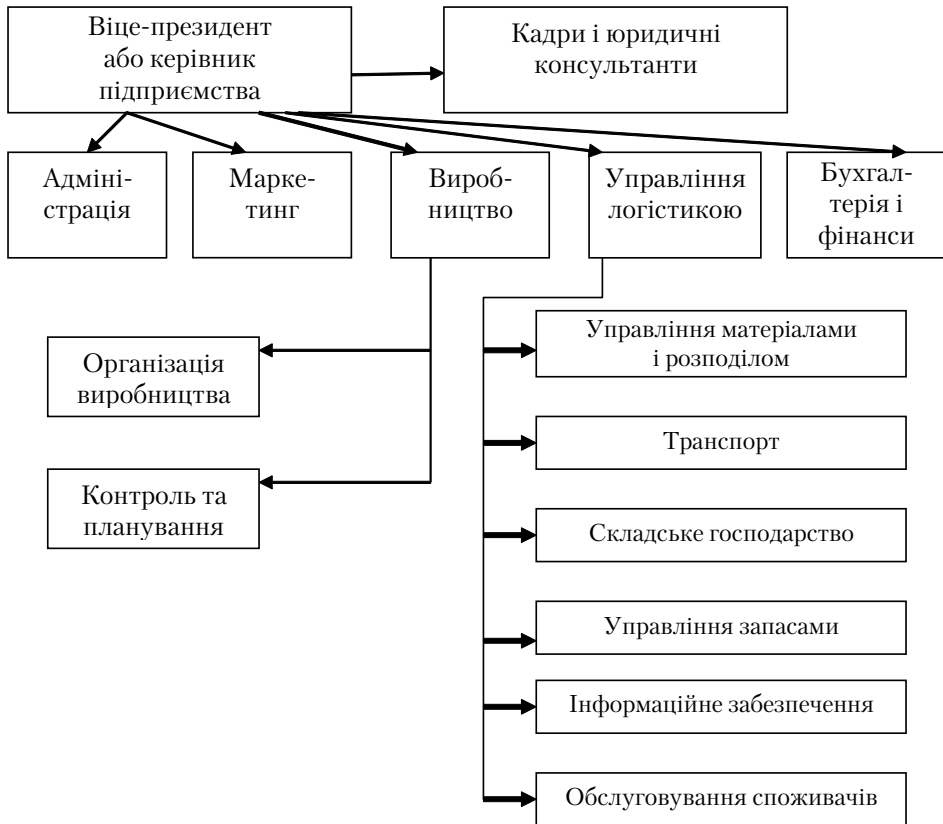 Віце-президент
або керівник
підприємства
Кадри і юридичні
консультанти
Адміні-
страція
Марке-
тинг
Вироб-
ництво
Управління
логістикою
Бухгал-
терія і
фінанси
Організація
виробництва
Контроль та
планування
Управління матеріалами
і розподілом
Транспорт
Складське господарство
Управління запасами
Інформаційне забезпечення
Обслуговування споживачів